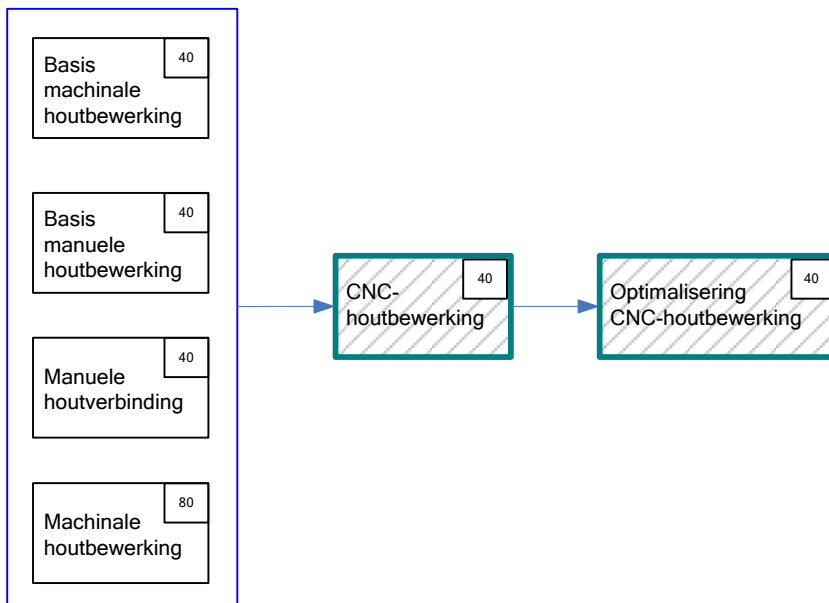 40
Basis
machinale
houtbewerking
40
Basis
manuele
houtbewerking
40
Manuele
houtverbinding
80
Machinale
houtbewerking
40
CNC-
houtbewerking
40
Optimalisering
CNC-houtbewerking